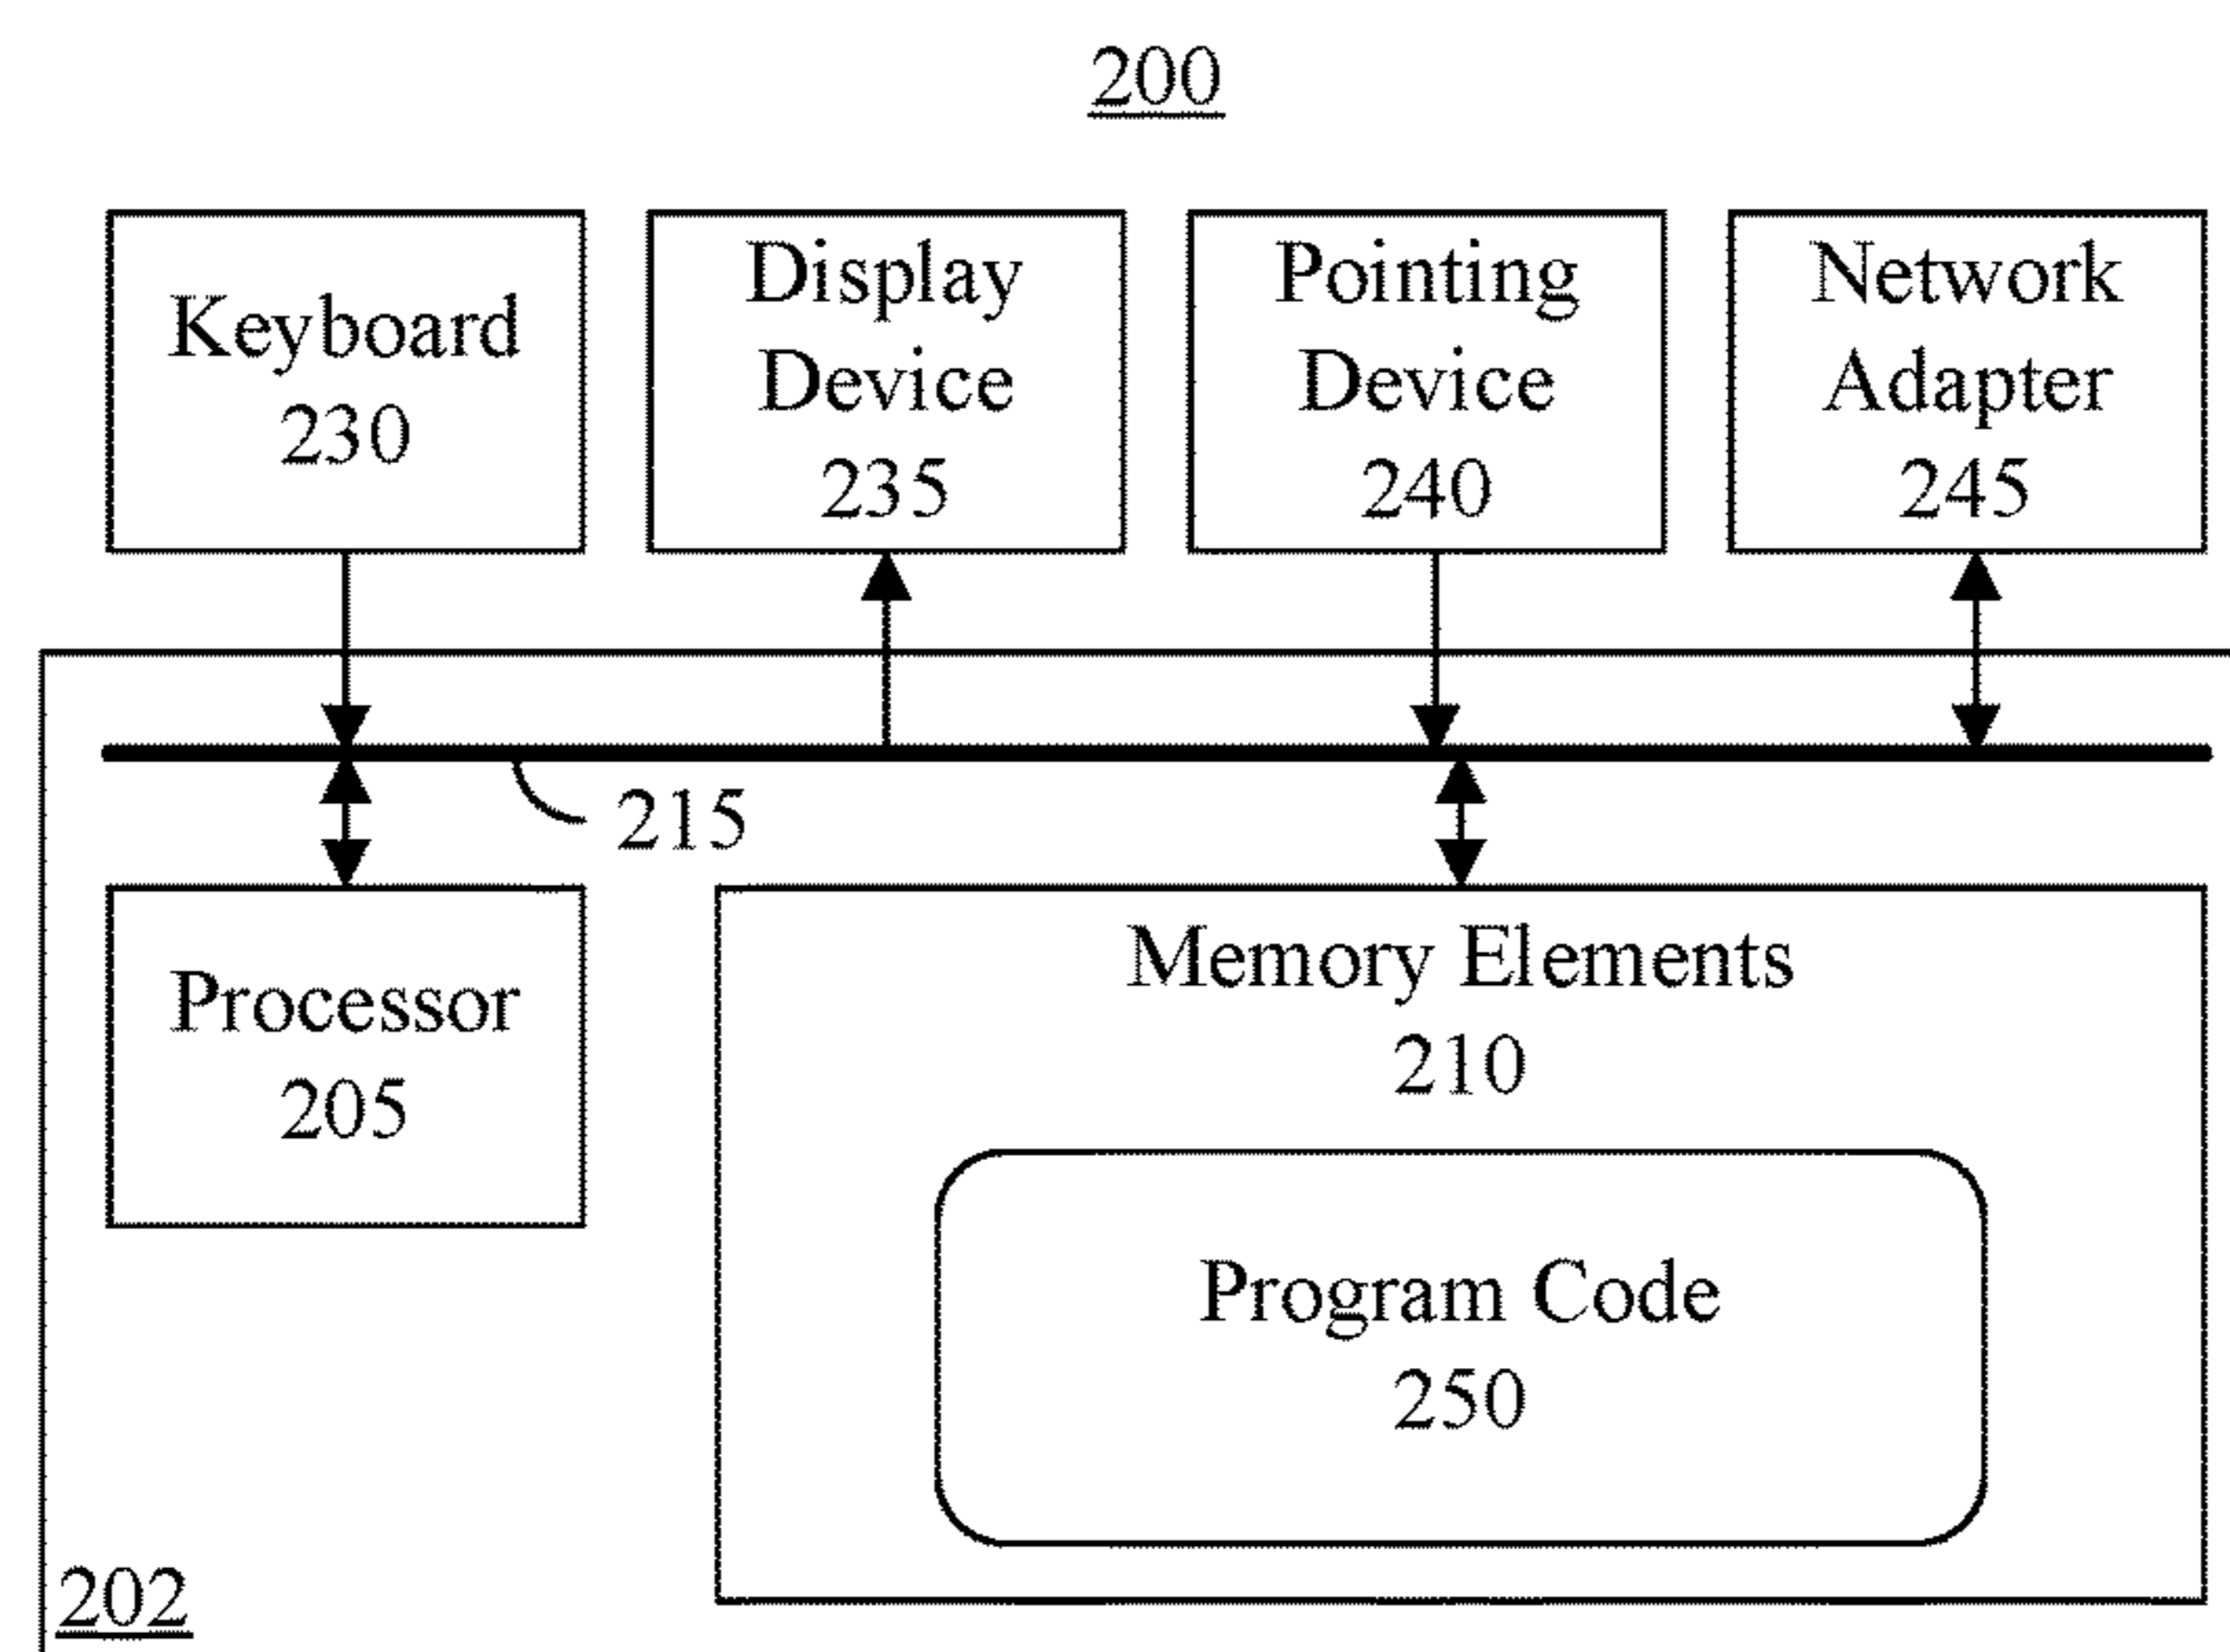 200
Keyboard
230
Display
Device
235
Pointing
Device
240
Network
Adapter
245
215
Processor
205
Memory Elements
210
Program Code
250
202